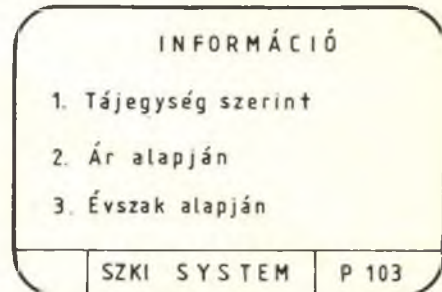 INFORMÁCIÓ
1. Tájegység szerint
2. Ár alapján
3. Évszak alapján
SZKI SYSTEM P 103